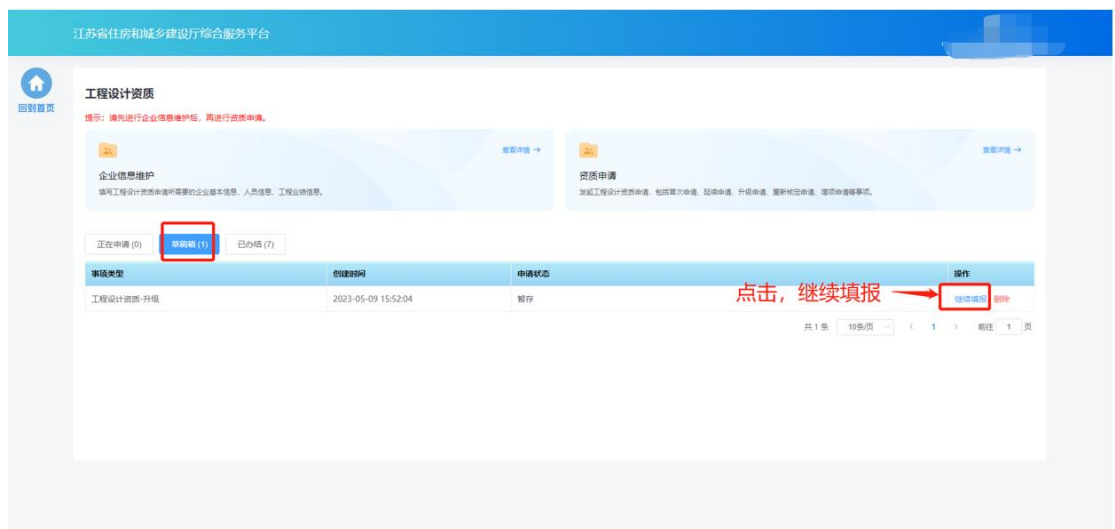 江苏省住房和城乡建设厅综合服务平台
回到首页
工程设计资质
提示：请先进行企业信息维护后，再进行资质申请。
查看详情 →
企业信息维护
填写工程设计资质申请所需要的企业基本信息、人员信息、工程业绩信息。
查看详情 →
资质申请
发起工程设计资质申请、包括首次申请、延续申请、升级申请、重新核定申请、增项申请等事项。
正在申请 (0) 草稿箱 (1) 已办结 (7)
事项类型 创建时间 申请状态 操作
工程设计资质-升级 2023-05-09 15:52:04 暂存 继续填报 删除
点击，继续填报
共 1 条 10条/页 < 1 > 前往 1 页